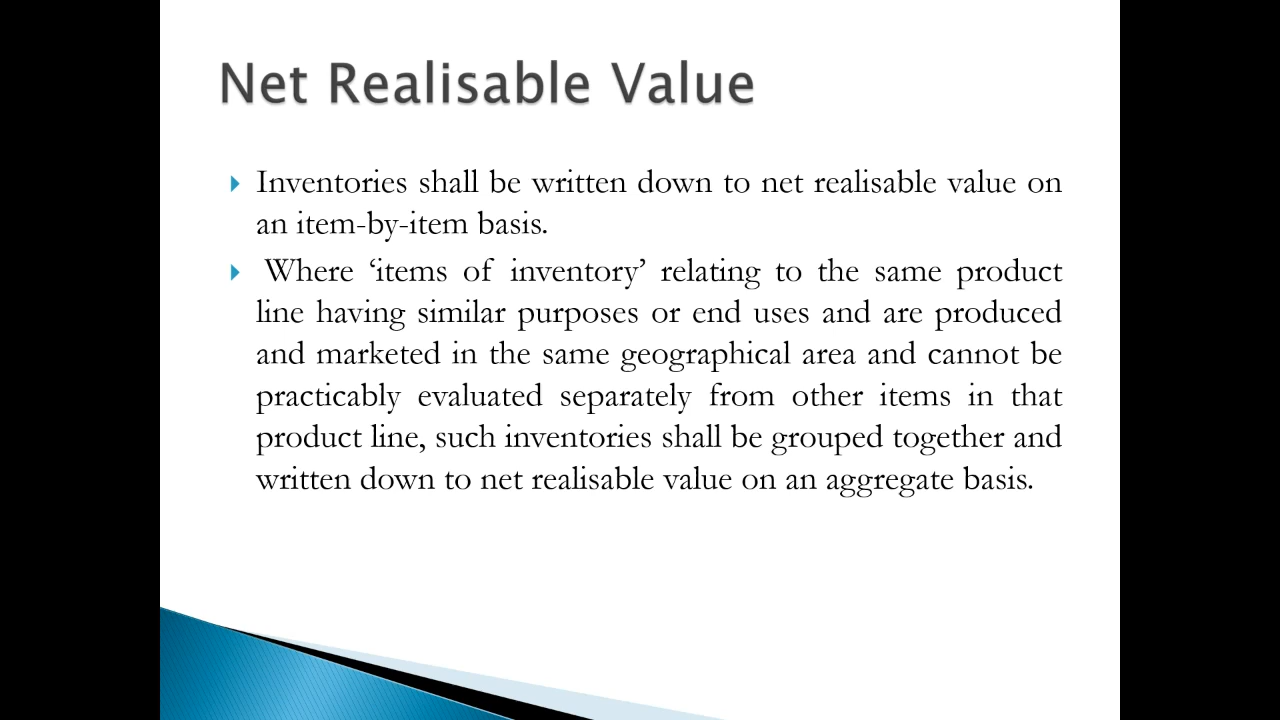 Net Realisable Value
Inventories shall be written down to net realisable value on
an item-by-item basis.
Where ‘items of inventory’ relating to the same product
line having similar purposes or end uses and are produced
and marketed in the same geographical area and cannot be
practicably evaluated separately from other items in that
product line, such inventories shall be grouped together and
written down to net realisable value on an aggregate basis.